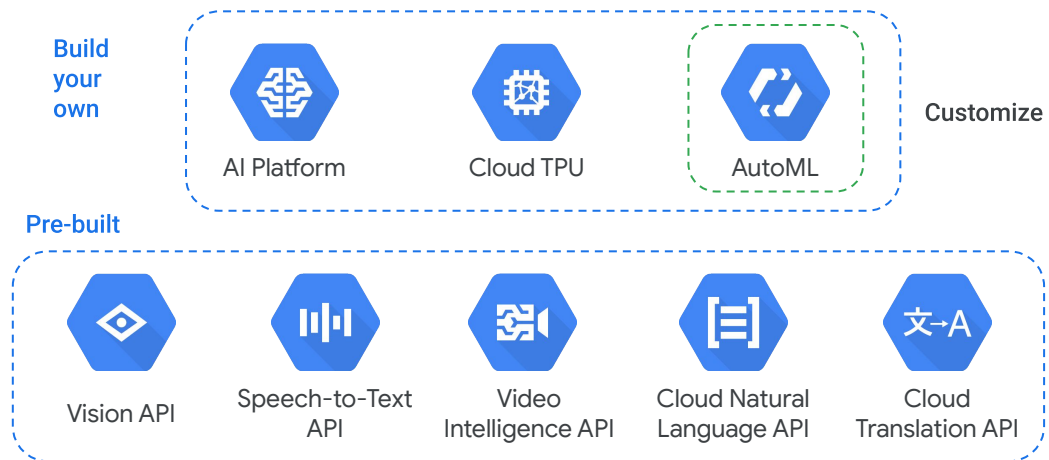 Build
your
own
AI Platform
Cloud TPU
AutoML
Customize
Pre-built
文→A
Vision API
Speech-to-Text
API
Video
Intelligence API
Cloud Natural
Language API
Cloud
Translation API